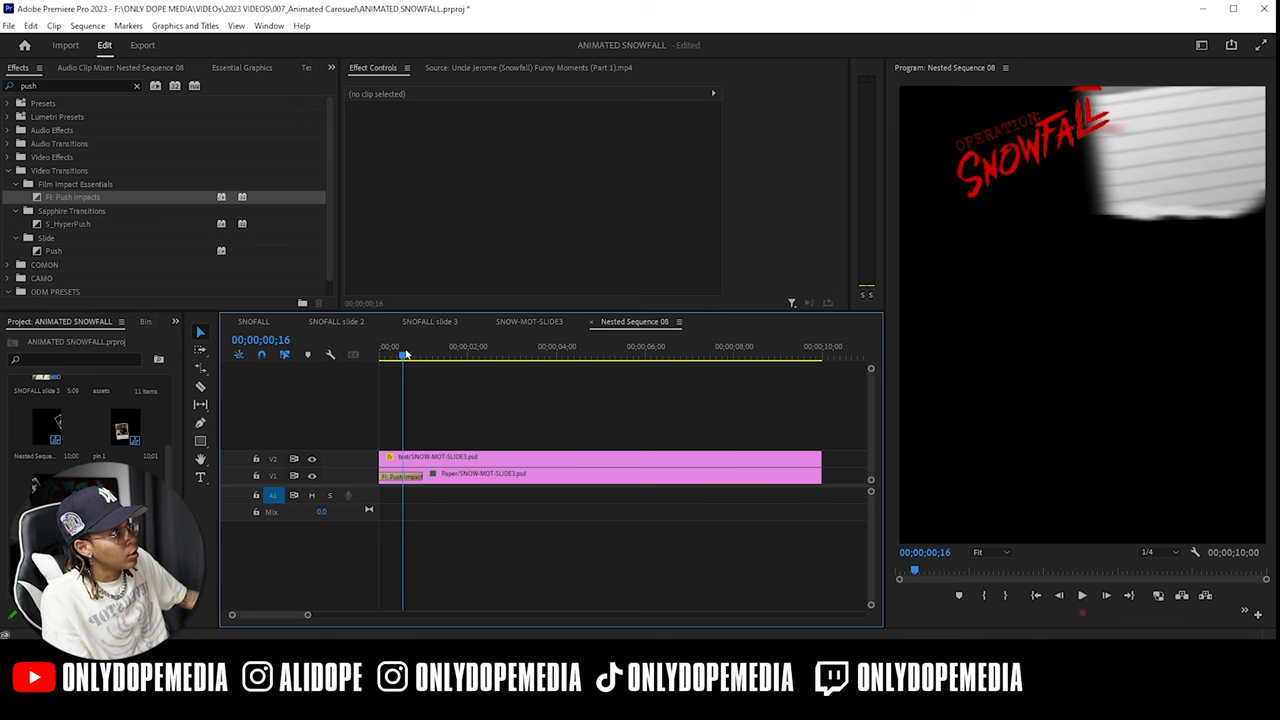 Adobe Premiere Pro 2023 - F:\ONLY DOPE MEDIA\VIDEOs\2023 VIDEOS\007_Animated Carosuel\ANIMATED SNOWFALL.prproj *
File Edit Clip Sequence Markers Graphics and Titles View Window Help
Import Edit Export
ANIMATED SNOWFALL - Edited
Effects
Audio Clip Mixer: Nested Sequence 08
Essential Graphics
push
Presets
Lumetri Presets
Audio Effects
Audio Transitions
Video Effects
Video Transitions
Film Impact Essentials
FI: Push Impacts
Sapphire Transitions
S_HyperPush
Slide
Push
COMON
CAMO
ODM PRESETS
Effect Controls
Source: Uncle Jerome (Snowfall) Funny Moments (Part 1).mp4
(no clip selected)
00;00;00;16
Program: Nested Sequence 08
OPERATION:
SNOWFALL
00;00;00;16
Fit
1/4
00;00;10;00
Project: ANIMATED SNOWFALL
Bin:
ANIMATED SNOWFALL.prproj
SNOFALL slide 3 5:09
assets 11 items
Nested Seque... 10;00
pin 1 10;01
SNOFALL
SNOFALL slide 2
SNOFALL slide 3
SNOW-MOT-SLIDE3
Nested Sequence 08
00;00;00;16
;00;00 00;00;02;00 00;00;04;00 00;00;06;00 00;00;08;00 00;00;10;00
V2
text/SNOW-MOT-SLIDE3.psd
V1
FI: Push Impact
Paper/SNOW-MOT-SLIDE3.psd
A1 M S
Mix 0.0
S S
ONLYDOPEMEDIA ALIDOPE ONLYDOPEMEDIA ONLYDOPEMEDIA ONLYDOPEMEDIA